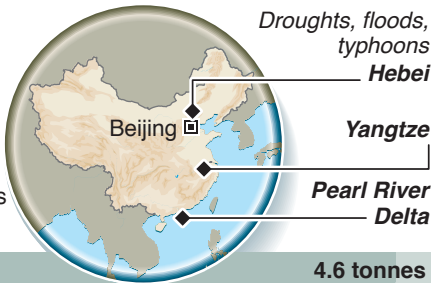 Droughts, floods,
typhoons
Hebei
Beijing
Yangtze
Pearl River
Delta
s
4.6 tonnes